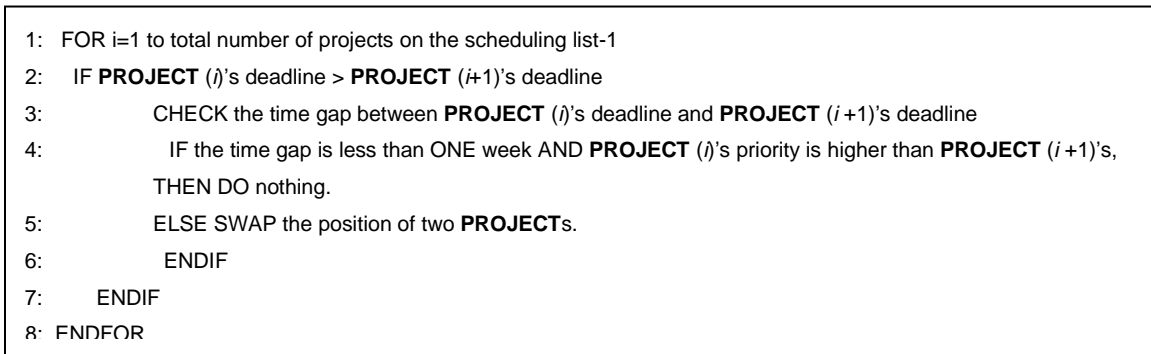 1: FOR i=1 to total number of projects on the scheduling list-1
2: IF PROJECT (i)'s deadline > PROJECT (i+1)'s deadline
3: CHECK the time gap between PROJECT (i)'s deadline and PROJECT (i +1)'s deadline
4: IF the time gap is less than ONE week AND PROJECT (i)'s priority is higher than PROJECT (i +1)'s,
THEN DO nothing.
5: ELSE SWAP the position of two PROJECTs.
6: ENDIF
7: ENDIF
8: ENDFOR